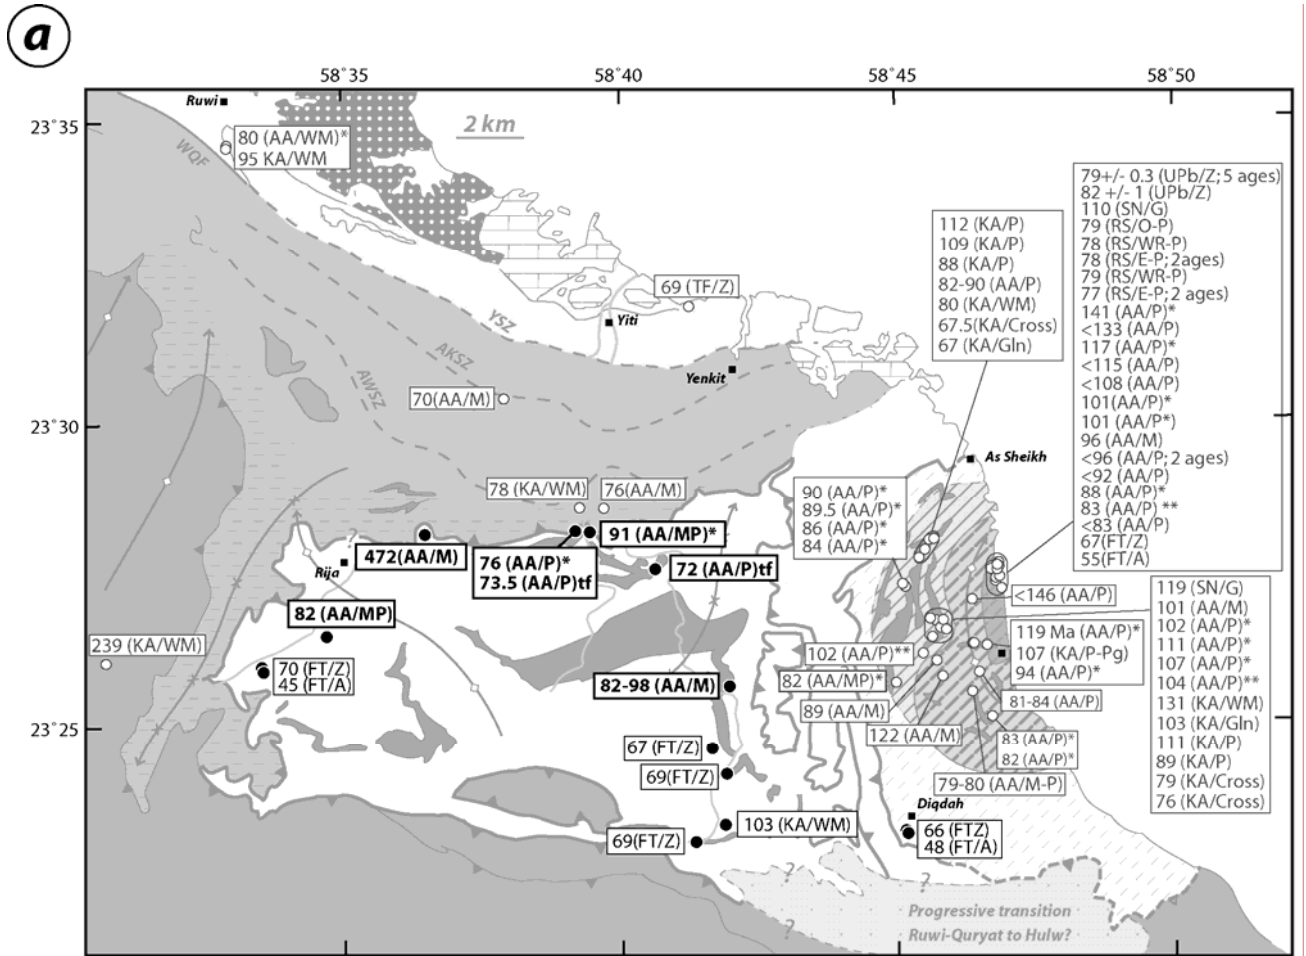 a
58°35
58°40
58°45
58°50
23°35
23°30
23°25
Ruwi
2 km
WQF
80 (AA/WM)*
95 KA/WM
79+/- 0.3 (UPb/Z; 5 ages)
82 +/- 1 (UPb/Z)
110 (SN/G)
79 (RS/O-P)
78 (RS/WR-P)
78 (RS/E-P; 2ages)
79 (RS/WR-P)
77 (RS/E-P; 2 ages)
141 (AA/P)*
<133 (AA/P)
117 (AA/P)*
<115 (AA/P)
<108 (AA/P)
101(AA/P)*
101 (AA/P*)
96 (AA/M)
<96 (AA/P; 2 ages)
<92 (AA/P)
88 (AA/P)*
83 (AA/P) **
<83 (AA/P)
67(FT/Z)
55(FT/A)
112 (KA/P)
109 (KA/P)
88 (KA/P)
82-90 (AA/P)
80 (KA/WM)
67.5(KA/Cross)
67 (KA/Gln)
69 (TF/Z)
Yiti
YSZ
AKSZ
AWSZ
Yenkit
70(AA/M)
As Sheikh
78 (KA/WM)
76(AA/M)
90 (AA/P)*
89.5 (AA/P)*
86 (AA/P)*
84 (AA/P)*
91 (AA/MP)*
472(AA/M)
76 (AA/P)*
73.5 (AA/P)tf
72 (AA/P)tf
?
Rija
82 (AA/MP)
<146 (AA/P)
119 (SN/G)
101 (AA/M)
102 (AA/P)*
111 (AA/P)*
107 (AA/P)*
104 (AA/P)**
131 (KA/WM)
103 (KA/Gln)
111 (KA/P)
89 (KA/P)
79 (KA/Cross)
76 (KA/Cross)
119 Ma (AA/P)*
107 (KA/P-Pg)
94 (AA/P)*
239 (KA/WM)
70 (FT/Z)
45 (FT/A)
102 (AA/P)**
82 (AA/MP)*
82-98 (AA/M)
89 (AA/M)
81-84 (AA/P)
122 (AA/M)
83 (AA/P)*
82 (AA/P)*
67 (FT/Z)
69(FT/Z)
79-80 (AA/M-P)
Diqdah
103 (KA/WM)
66 (FTZ)
48 (FT/A)
69(FT/Z)
?
?
?
Progressive transition
Ruwi-Quryat to Hulw?